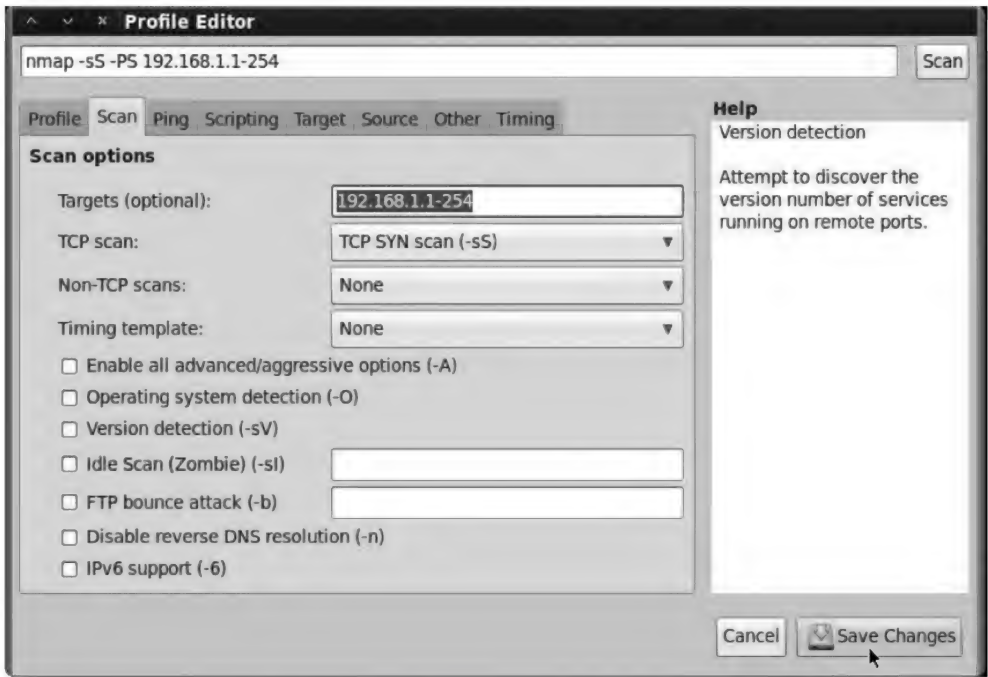 Profile Editor
nmap -sS -PS 192.168.1.1-254
Scan
Profile Scan Ping Scripting Target Source Other Timing
Scan options
Targets (optional): 192.168.1.1-254
TCP scan: TCP SYN scan (-sS)
Non-TCP scans: None
Timing template: None
Enable all advanced/aggressive options (-A)
Operating system detection (-O)
Version detection (-sV)
Idle Scan (Zombie) (-sI)
FTP bounce attack (-b)
Disable reverse DNS resolution (-n)
IPv6 support (-6)
Help
Version detection
Attempt to discover the
version number of services
running on remote ports.
Cancel
Save Changes